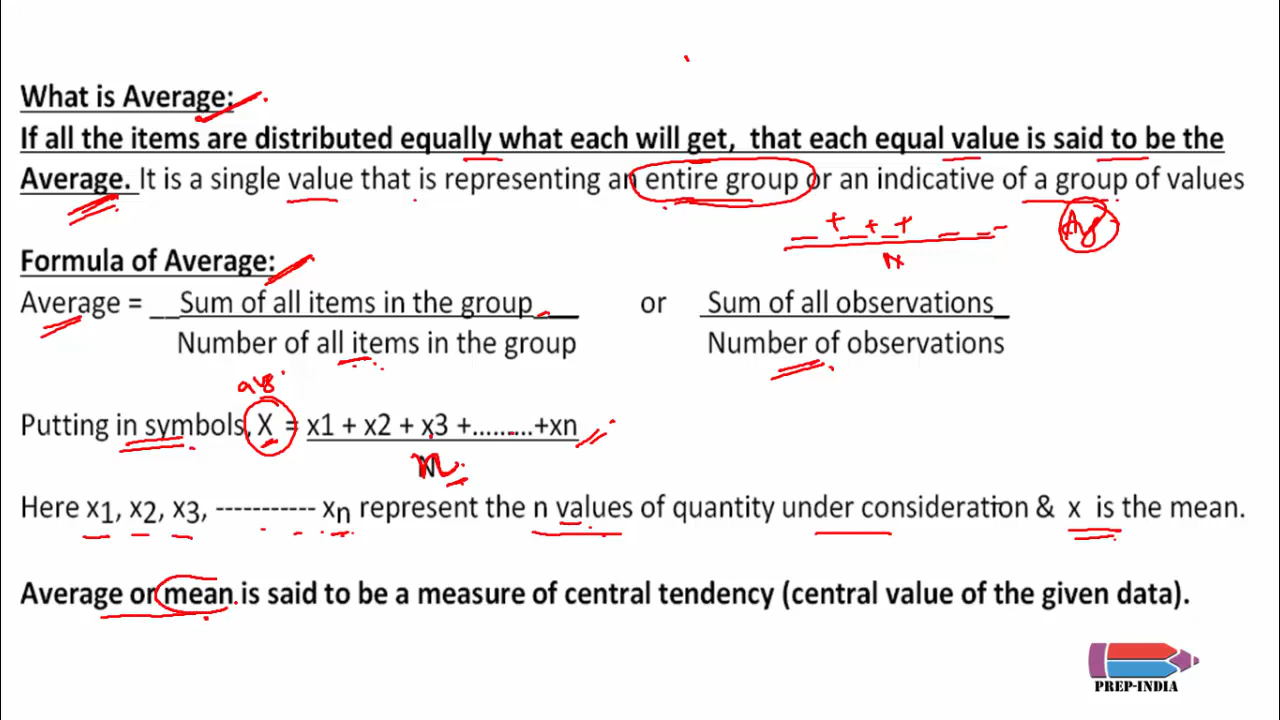 What is Average:
If all the items are distributed equally what each will get, that each equal value is said to be the
Average. It is a single value that is representing an entire group or an indicative of a group of values
+ + +
N
Av
Formula of Average:
Average = __Sum of all items in the group___ or Sum of all observations_
Number of all items in the group Number of observations
avg
Putting in symbols, X = x1 + x2 + x3 +.........+xn
n
Here x1, x2, x3, ----------- xn represent the n values of quantity under consideration & x is the mean.
Average or mean is said to be a measure of central tendency (central value of the given data).
PREP-INDIA